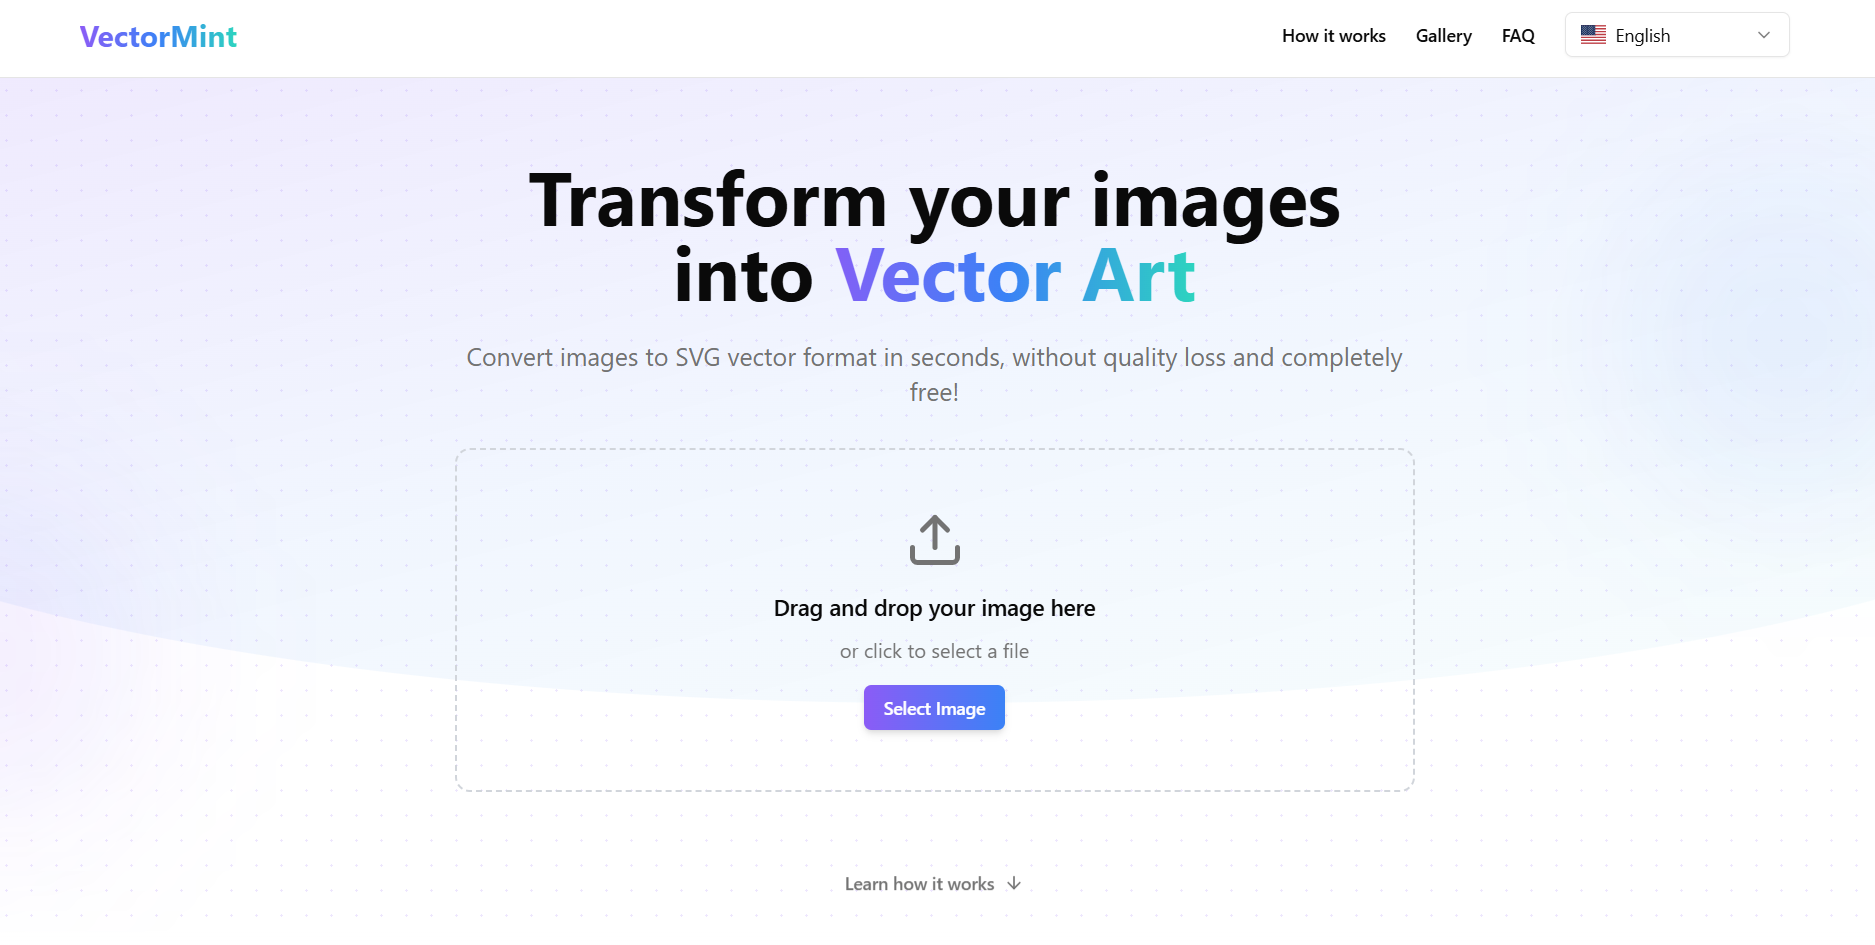 VectorMint
How it works
Gallery
FAQ
English
Transform your images
into Vector Art
Convert images to SVG vector format in seconds, without quality loss and completely
free!
Drag and drop your image here
or click to select a file
Select Image
Learn how it works